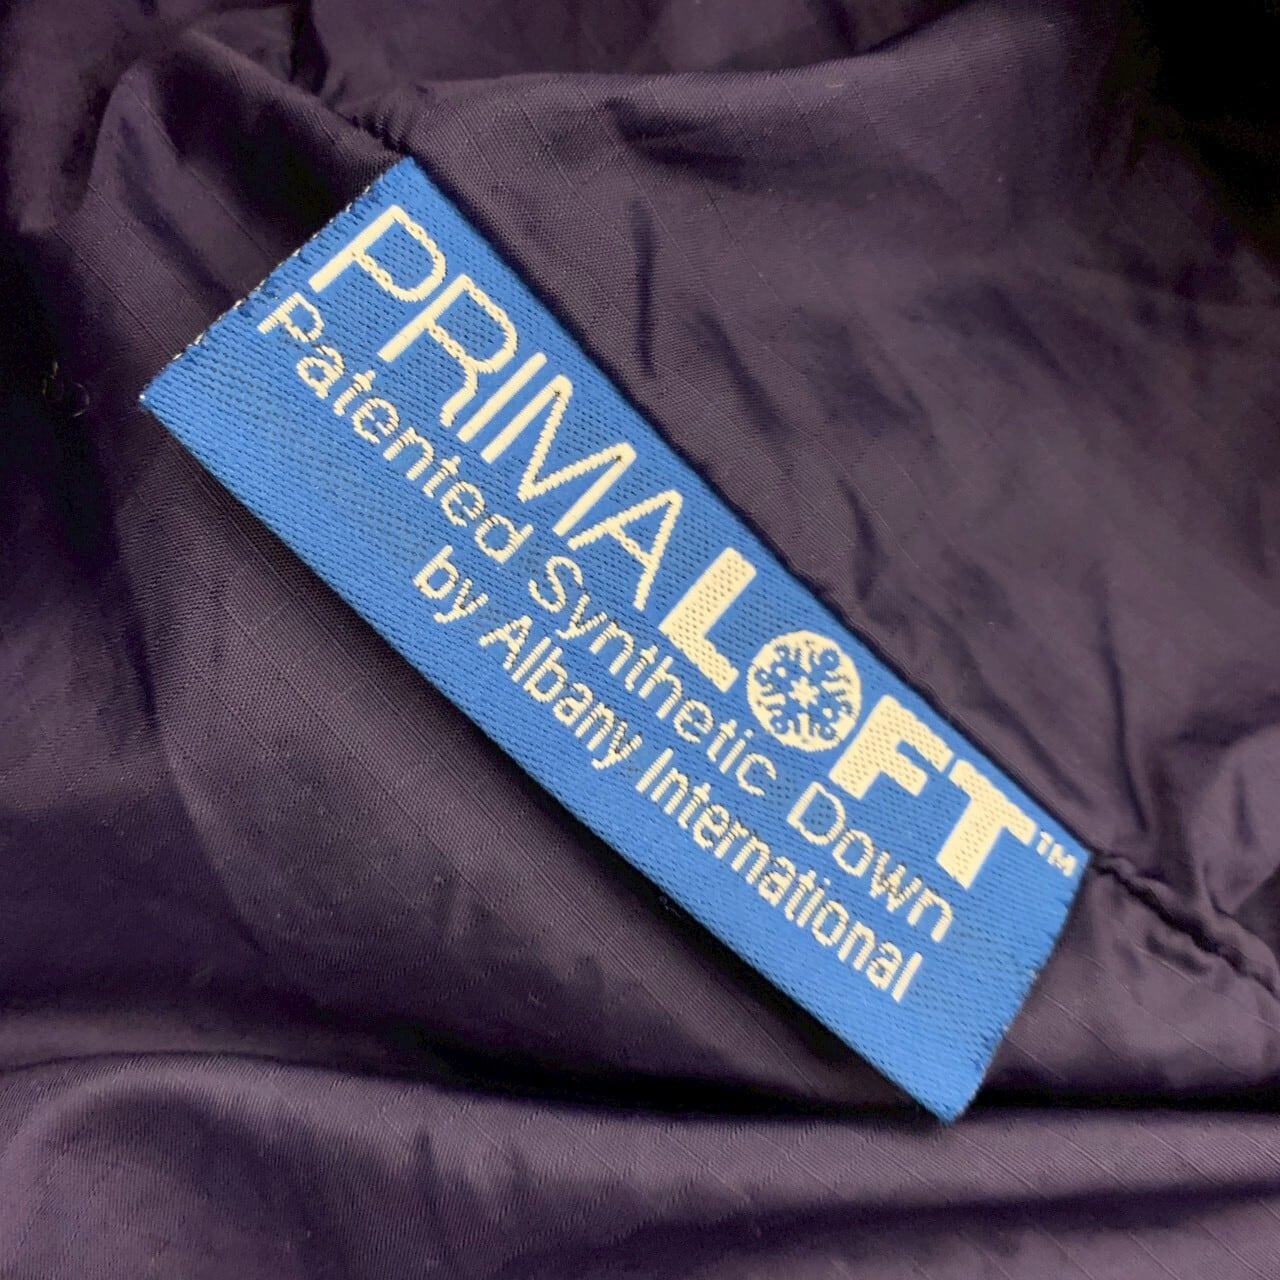 PRIMALOFT™
Patented Synthetic Down
by Albany International